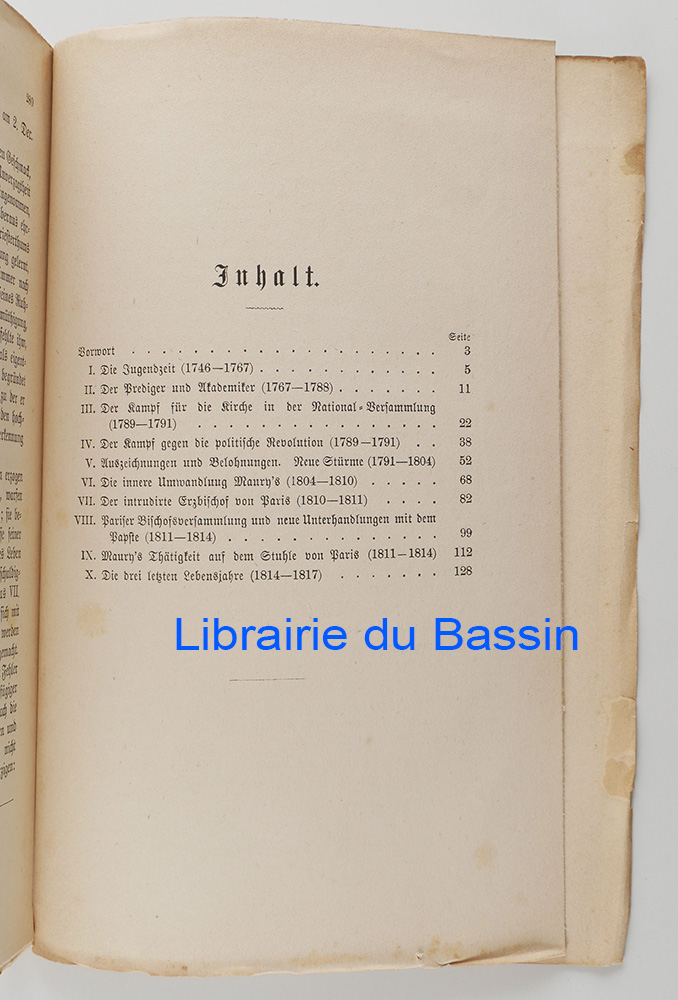 289
am 2. Dez.
Inhalt.
Seite
Vorwort . . . . . . . . . . . . . . . . . . . . 3
I. Die Jugendzeit (1746—1767) . . . . . . . . . . . . 5
II. Der Prediger und Akademiker (1767—1788) . . . . . . . 11
III. Der Kampf für die Kirche in der National-Versammlung
(1789—1791) . . . . . . . . . . . . . . . . 22
IV. Der Kampf gegen die politische Revolution (1789—1791) . . 38
V. Auszeichnungen und Belohnungen. Neue Stürme (1791—1804) 52
VI. Die innere Umwandluug Maury's (1804—1810) . . . . . 68
VII. Der intrudirte Erzbischof von Paris (1810—1811) . . . . 82
VIII. Pariser Bischofsversammlung und neue Unterhandlungen mit dem
Papste (1811—1814) . . . . . . . . . . . . . 99
IX. Maury's Thätigkeit auf dem Stuhle von Paris (1811—1814) 112
X. Die drei letzten Lebensjahre (1814—1817) . . . . . . . 128
Librairie du Bassin